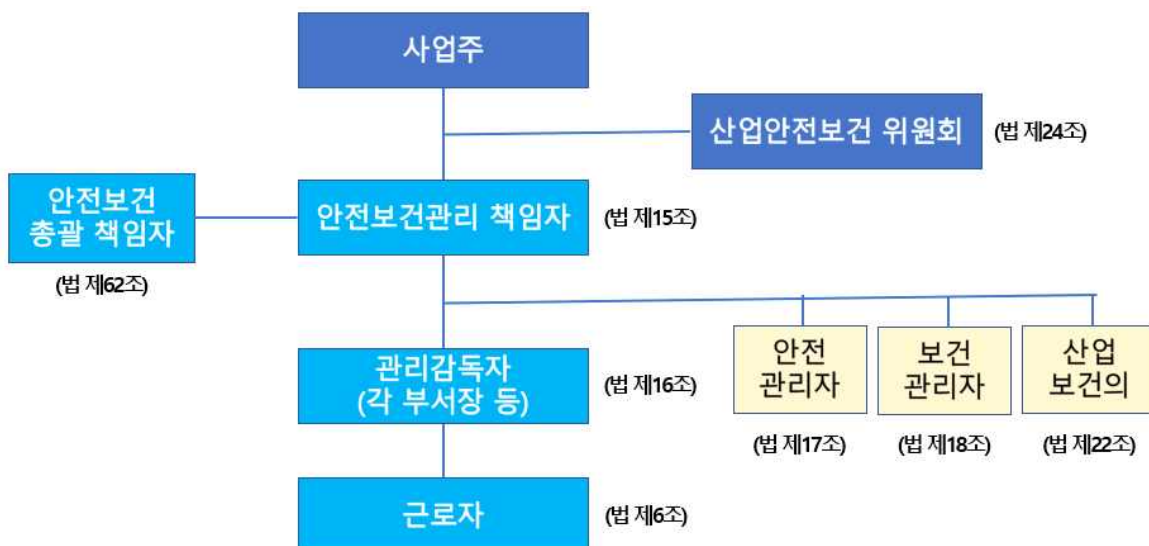 사업주
산업안전보건 위원회
(법 제24조)
안전보건
총괄 책임자
(법 제62조)
안전보건관리 책임자
(법 제15조)
관리감독자
(각 부서장 등)
(법 제16조)
안전
관리자
(법 제17조)
보건
관리자
(법 제18조)
산업
보건의
(법 제22조)
근로자
(법 제6조)